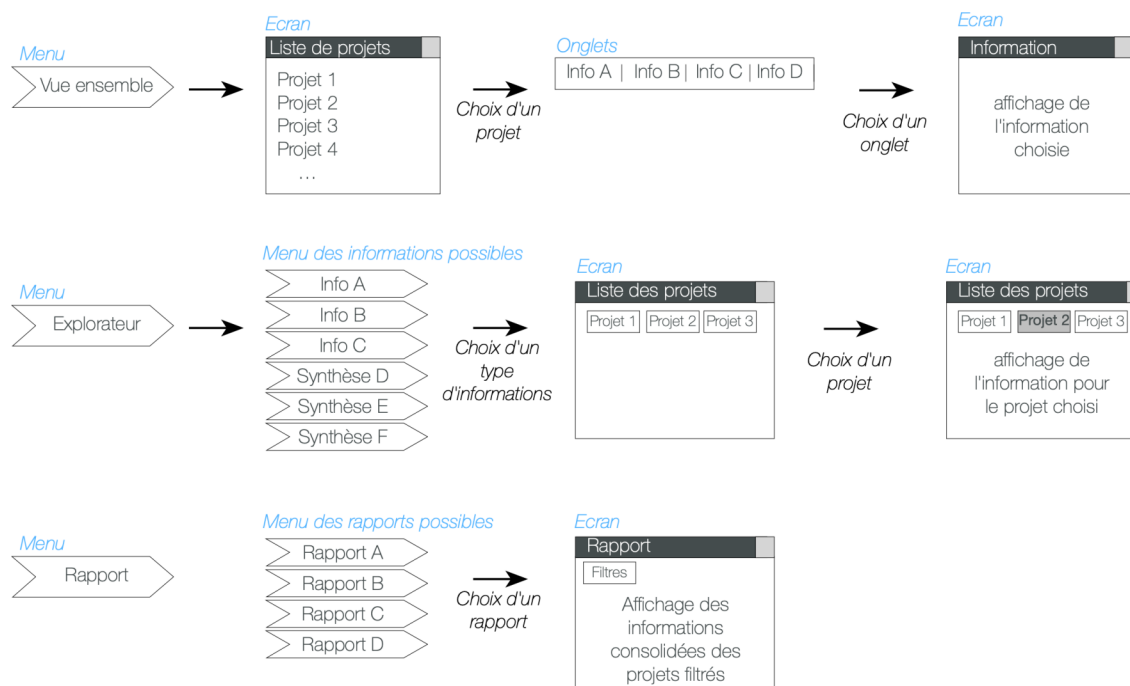 Menu
Vue ensemble
Ecran
Liste de projets
Projet 1
Projet 2
Projet 3
Projet 4
...
Choix d'un
projet
Onglets
Info A | Info B | Info C | Info D |
Choix d'un
onglet
Ecran
Information
affichage de
l'information
choisie
Menu
Explorateur
Menu des informations possibles
Info A
Info B
Info C
Synthèse D
Synthèse E
Synthèse F
Choix d'un
type
d'informations
Ecran
Liste des projets
Projet 1 Projet 2 Projet 3
Choix d'un
projet
Ecran
Liste des projets
Projet 1 Projet 2 Projet 3
affichage de
l'information pour
le projet choisi
Menu
Rapport
Menu des rapports possibles
Rapport A
Rapport B
Rapport C
Rapport D
Choix d'un
rapport
Ecran
Rapport
Filtres
Affichage des
informations
consolidées des
projets filtrés